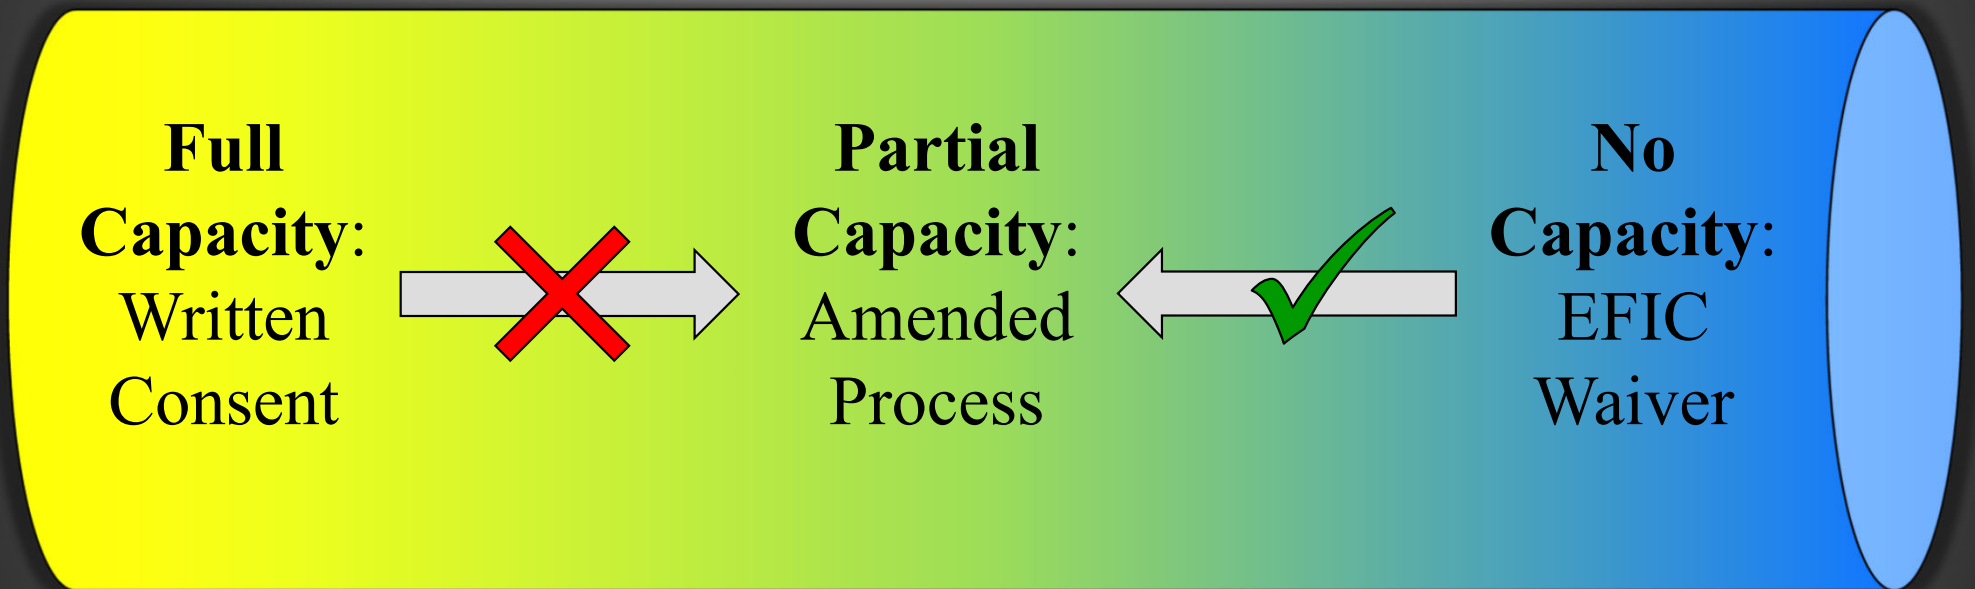 Full
Capacity:
Written
Consent
Partial
Capacity:
Amended
Process
No
Capacity:
EFIC
Waiver